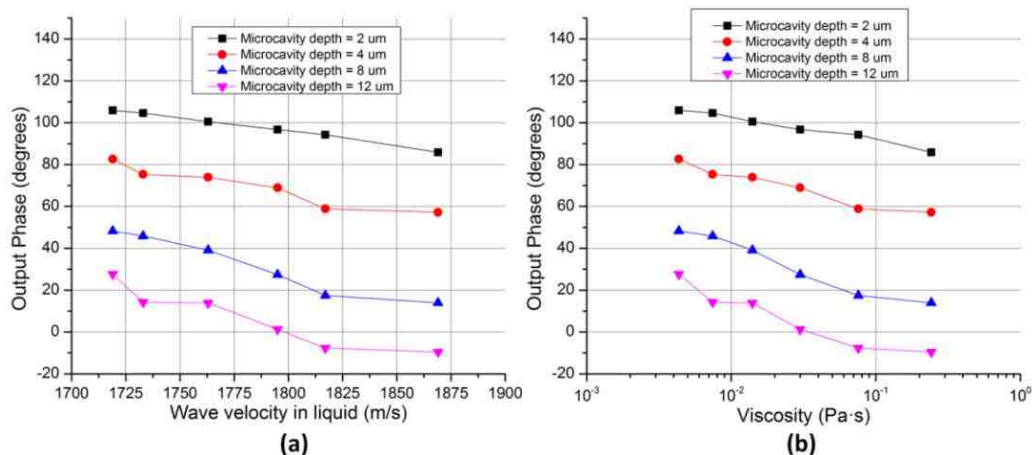 Microcavity depth = 2 um
Microcavity depth = 4 um
Microcavity depth = 8 um
Microcavity depth = 12 um
140
120
100
80
60
40
20
0
-20
Output Phase (degrees)
1700 1725 1750 1775 1800 1825 1850 1875 1900
Wave velocity in liquid (m/s)
(a)
Microcavity depth = 2 um
Microcavity depth = 4 um
Microcavity depth = 8 um
Microcavity depth = 12 um
140
120
100
80
60
40
20
0
-20
Output Phase (degrees)
10⁻³ 10⁻² 10⁻¹ 10⁰
Viscosity (Pa·s)
(b)